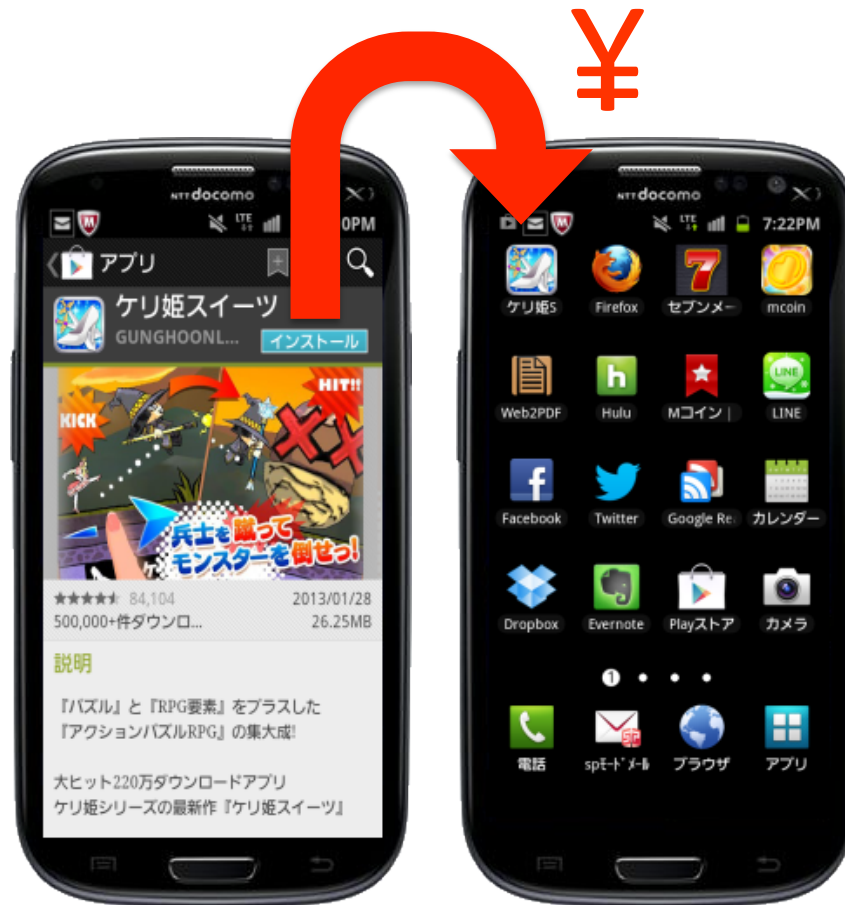 ¥
NTT docomo
Xi
LTE
0PM
アプリ
ケリ姫スイーツ
GUNGHOONL...
インストール
KICK
HIT!!
兵士を蹴って
モンスターを倒せっ!
84,104
2013/01/28
500,000+件ダウンロ...
26.25MB
説明
『パズル』と『RPG要素』をプラスした
『アクションパズルRPG』の集大成!
大ヒット220万ダウンロードアプリ
ケリ姫シリーズの最新作『ケリ姫スイーツ』
NTT docomo
Xi
LTE
7:22PM
7
ケリ姫S
Firefox
セブンメー
mcoin
h
LINE
Web2PDF
Hulu
Mコイン |
LINE
f
Facebook
Twitter
Google Re
カレンダー
Dropbox
Evernote
Playストア
カメラ
1
電話
spモードメール
ブラウザ
アプリ